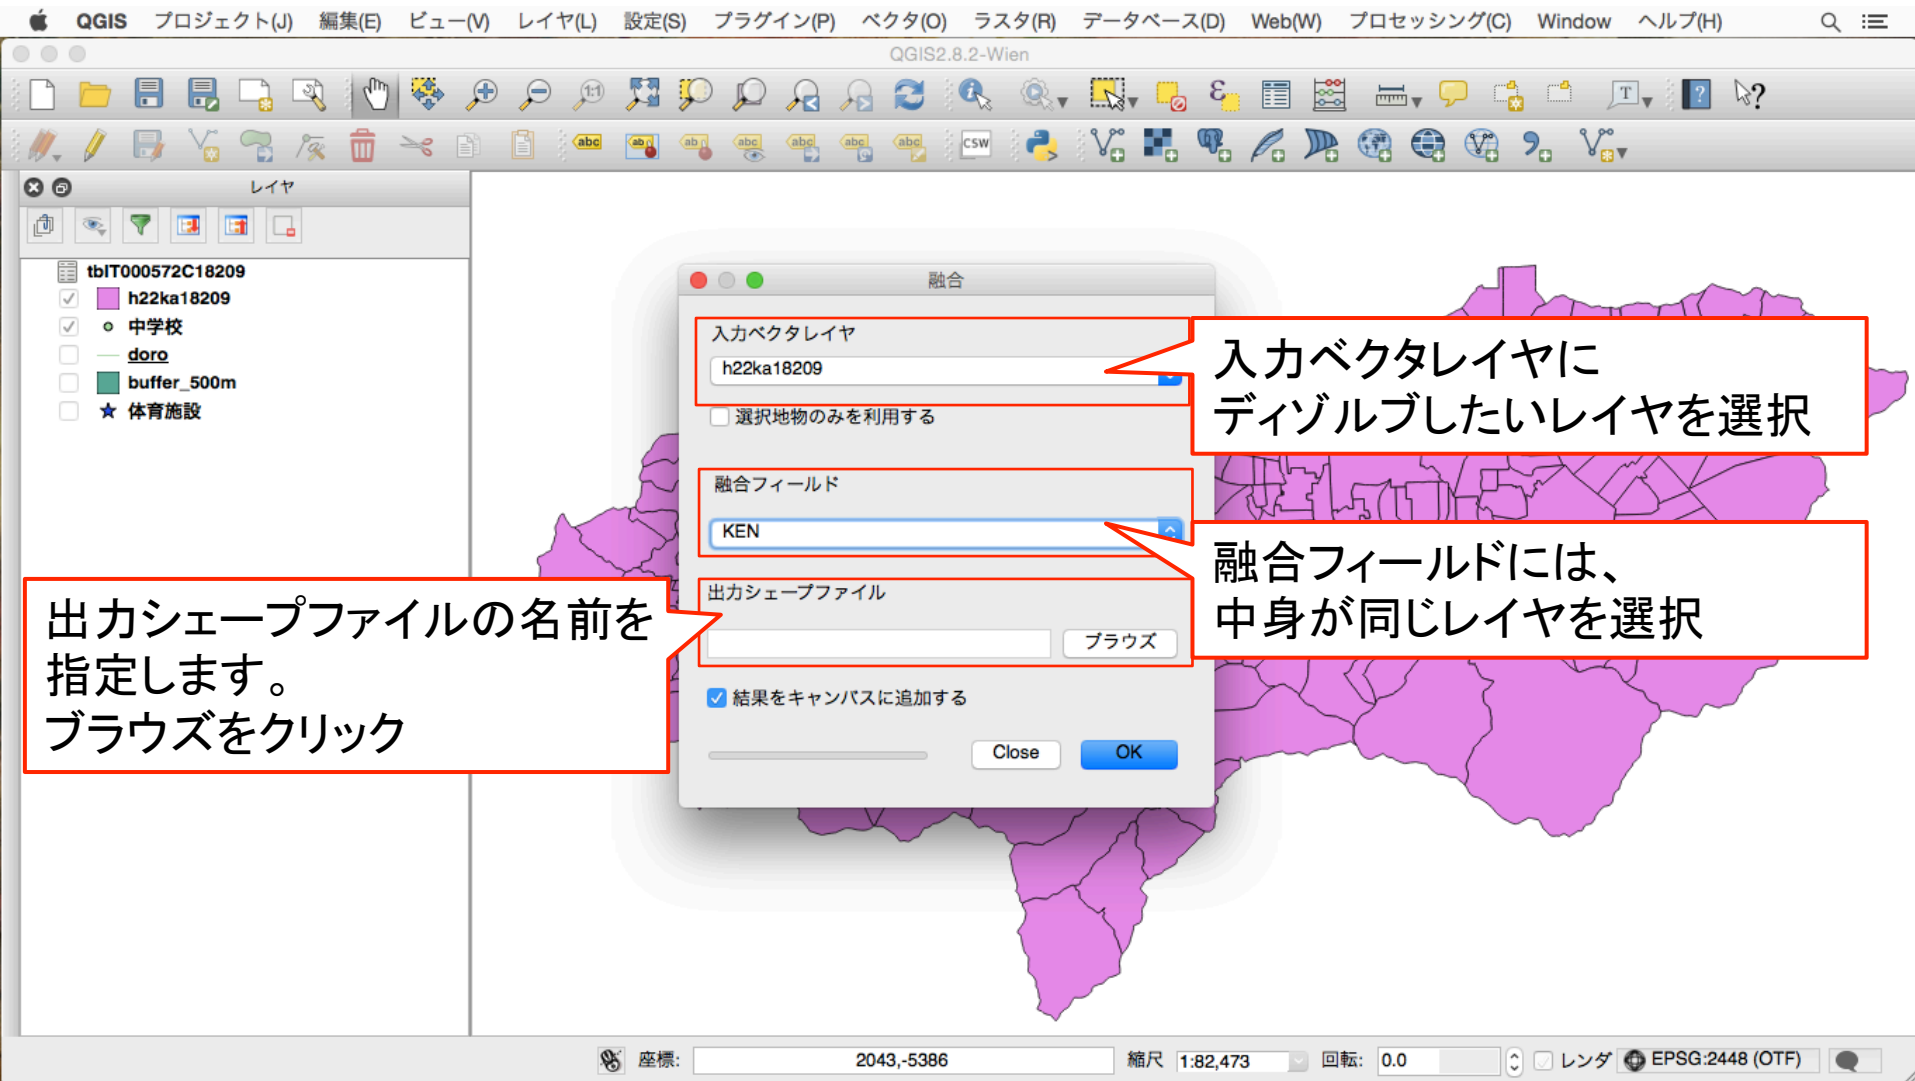 QGIS プロジェクト(J) 編集(E) ビュー(V) レイヤ(L) 設定(S) プラグイン(P) ベクタ(O) ラスタ(R) データベース(D) Web(W) プロセッシング(C) Window ヘルプ(H)
QGIS2.8.2-Wien
1:1
T
?
?
abc
ab
ab
abc
abc
abc
abc
CSW
レイヤ
tblT000572C18209
h22ka18209
中学校
doro
buffer_500m
体育施設
融合
入力ベクタレイヤ
h22ka18209
選択地物のみを利用する
融合フィールド
KEN
出力シェープファイル
ブラウズ
結果をキャンバスに追加する
Close OK
入力ベクタレイヤに
ディゾルブしたいレイヤを選択
融合フィールドには、
中身が同じレイヤを選択
出力シェープファイルの名前を
指定します。
ブラウズをクリック
座標: 2043,-5386 縮尺 1:82,473 回転: 0.0 レンダ EPSG:2448 (OTF)